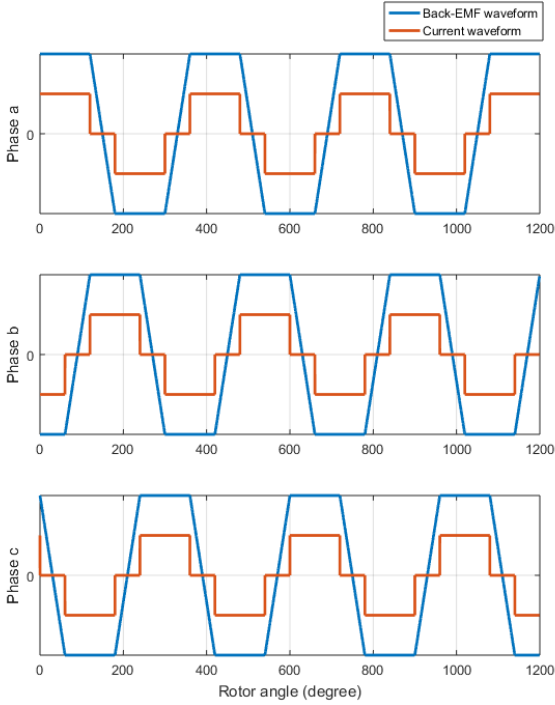 Back-EMF waveform
Current waveform
Phase a
0
0 200 400 600 800 1000 1200
Phase b
0
0 200 400 600 800 1000 1200
Phase c
0
0 200 400 600 800 1000 1200
Rotor angle (degree)